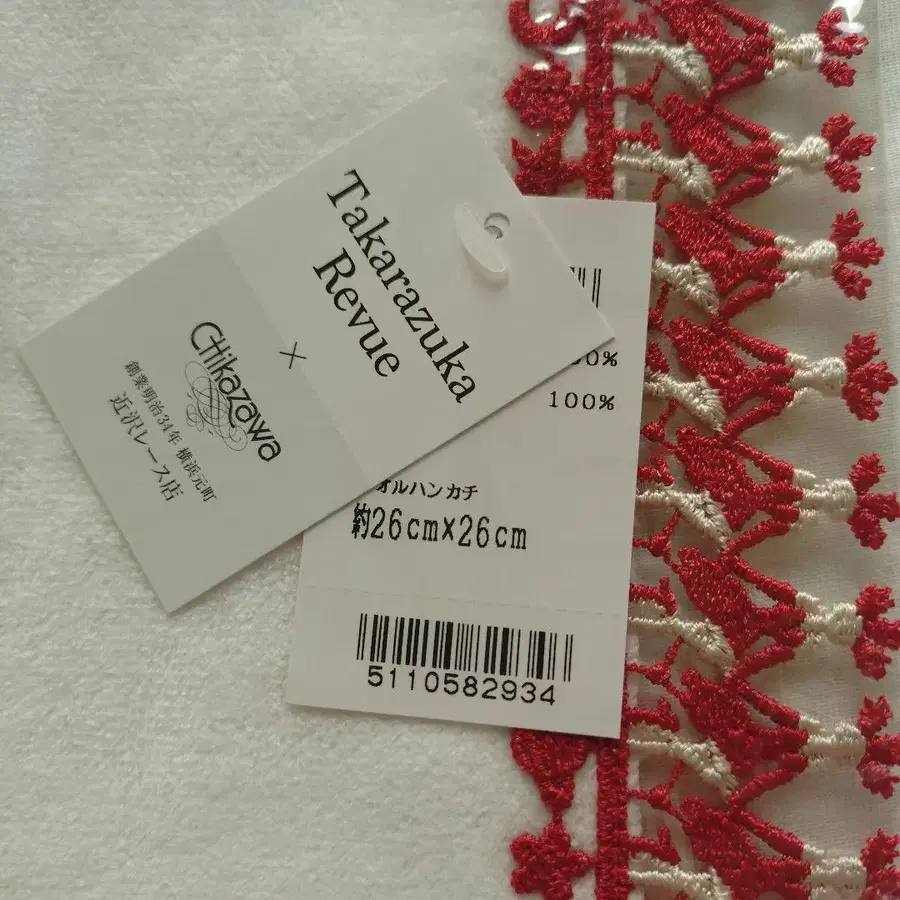 Takarazuka
Revue
×
CHikazawa
創業明治34年 横浜元町
近沢レース店
100%
オルハンカチ
約26cm×26cm
5110582934